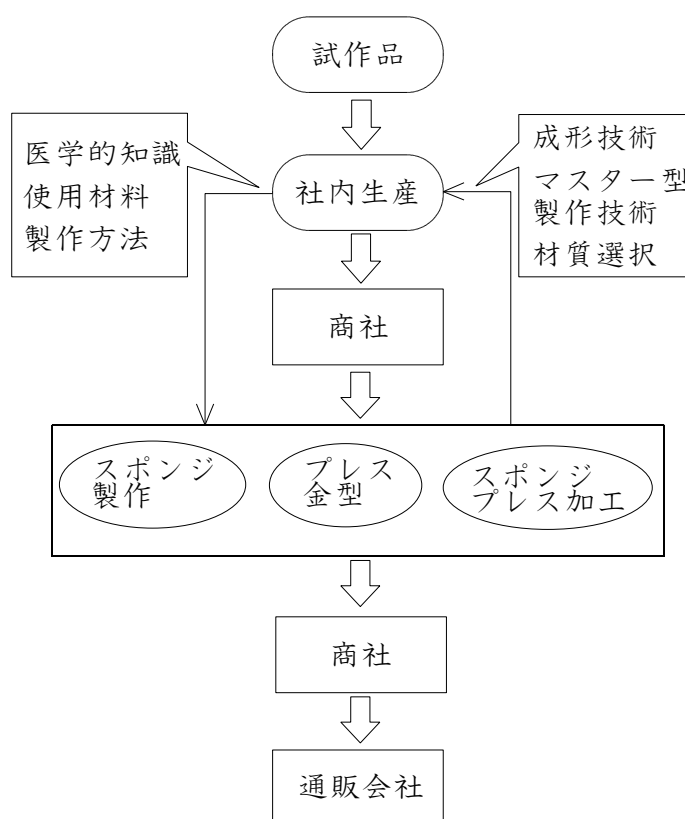 試作品
医学的知識
使用材料
製作方法
社内生産
成形技術
マスター型
製作技術
材質選択
商社
スポンジ
製作
プレス
金型
スポンジ
プレス加工
商社
通販会社